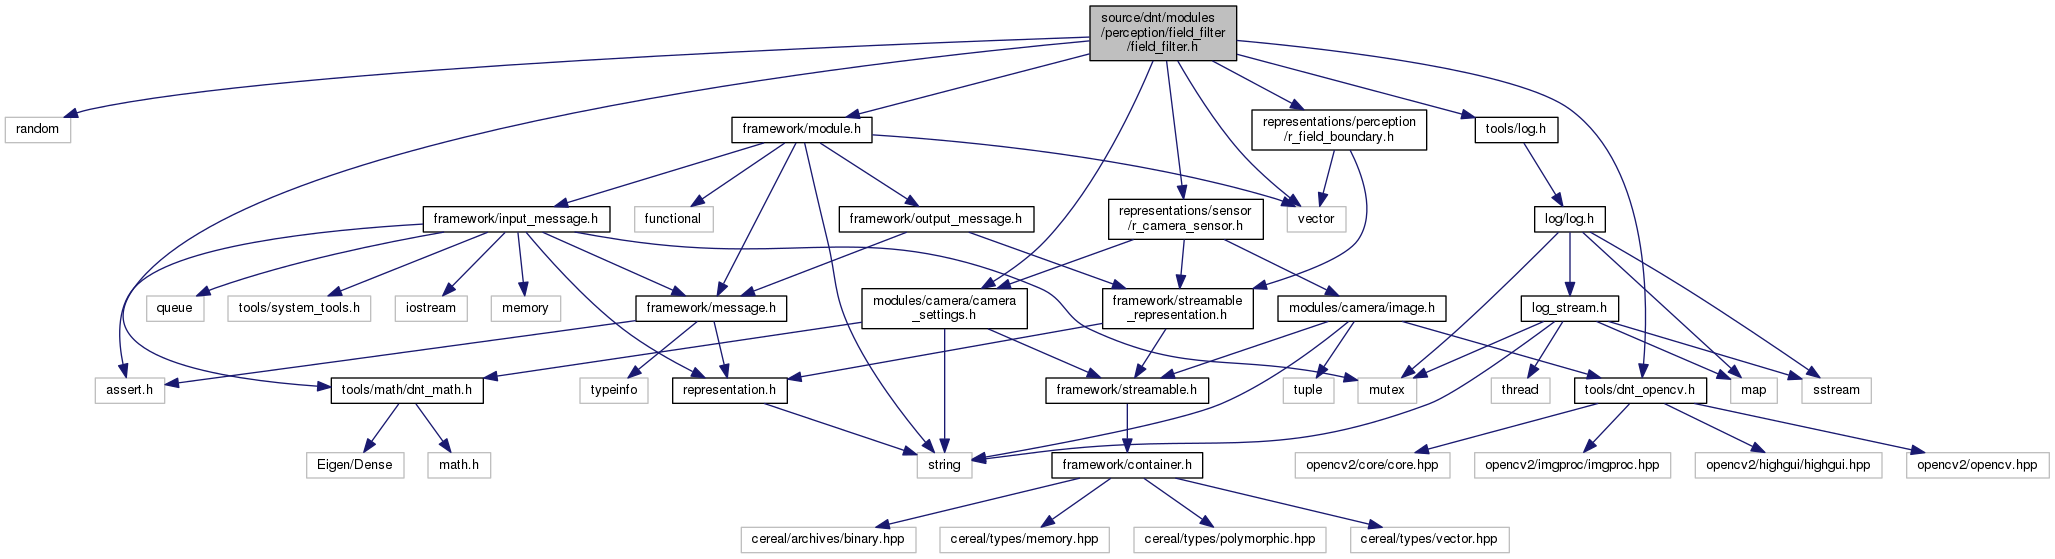 source/dnt/modules
/perception/field_filter
/field_filter.h
random
framework/module.h
representations/perception
/r_field_boundary.h
tools/log.h
framework/input_message.h
functional
framework/output_message.h
representations/sensor
/r_camera_sensor.h
vector
log/log.h
queue
tools/system_tools.h
iostream
memory
framework/message.h
modules/camera/camera
_settings.h
framework/streamable
_representation.h
modules/camera/image.h
log_stream.h
assert.h
tools/math/dnt_math.h
typeinfo
representation.h
framework/streamable.h
tuple
mutex
thread
tools/dnt_opencv.h
map
sstream
Eigen/Dense
math.h
string
framework/container.h
opencv2/core/core.hpp
opencv2/imgproc/imgproc.hpp
opencv2/highgui/highgui.hpp
opencv2/opencv.hpp
cereal/archives/binary.hpp
cereal/types/memory.hpp
cereal/types/polymorphic.hpp
cereal/types/vector.hpp